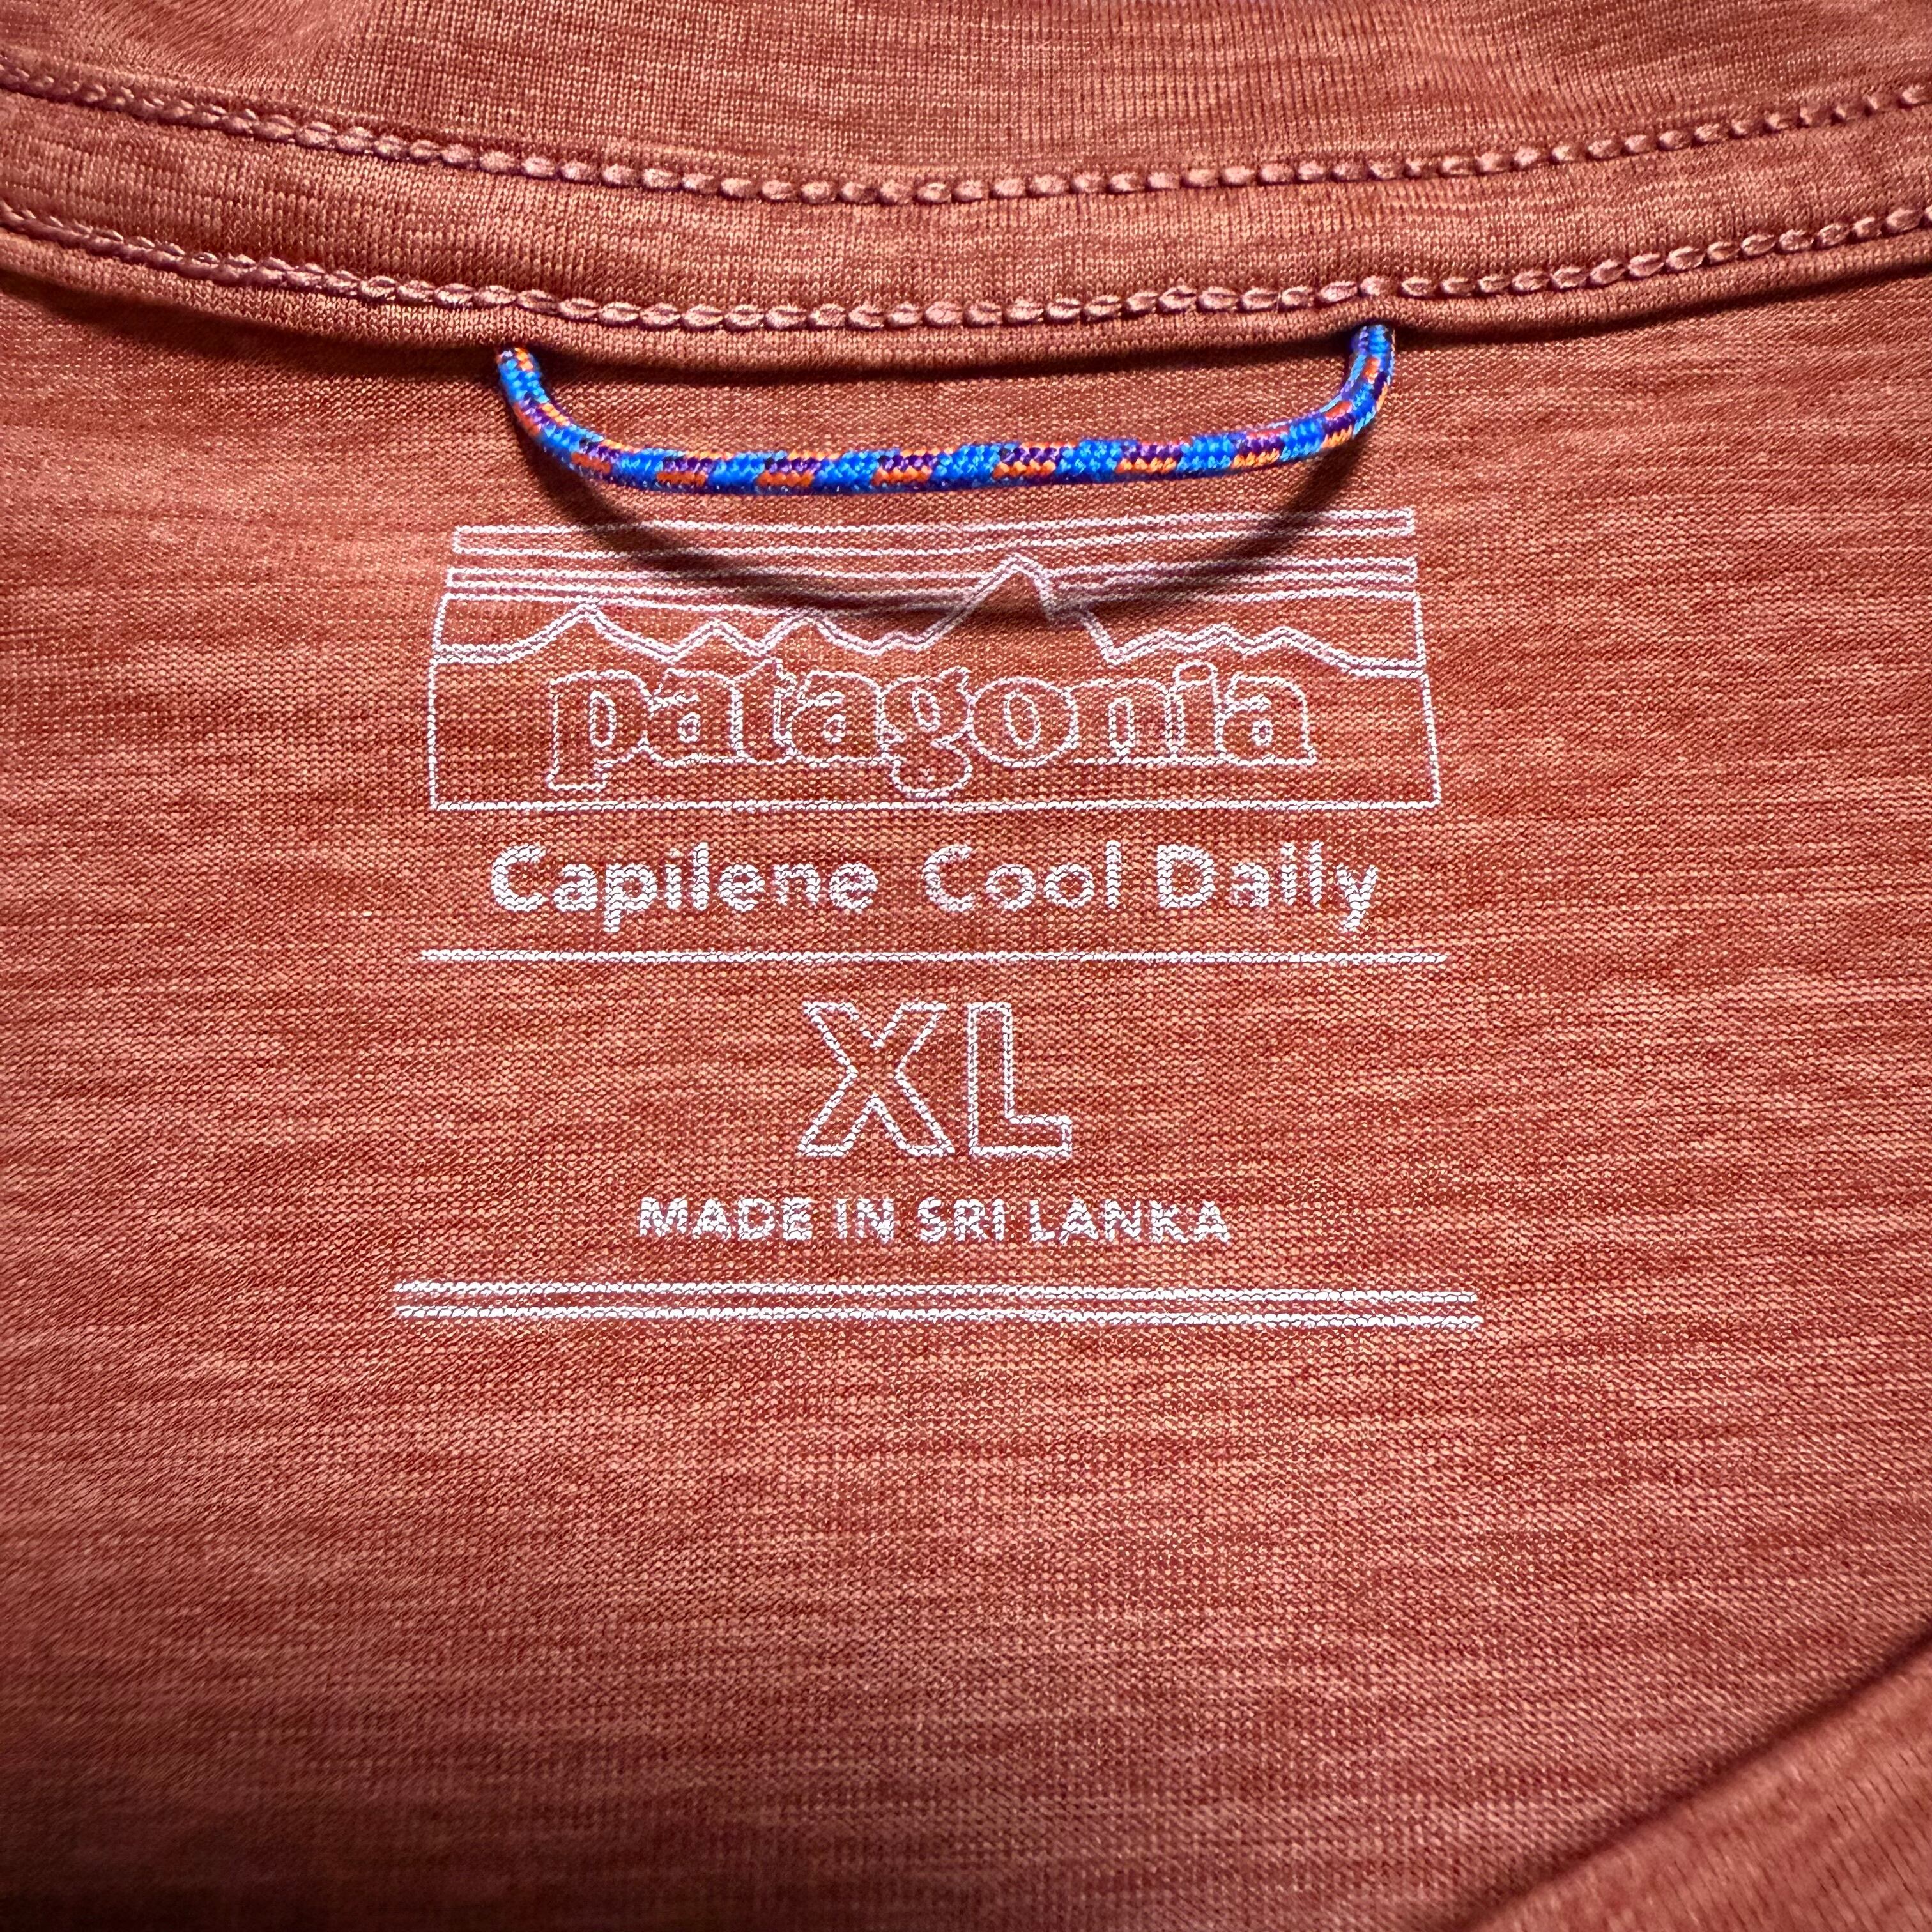 patagonia
Capilene Cool Daily
XL
MADE IN SRI LANKA